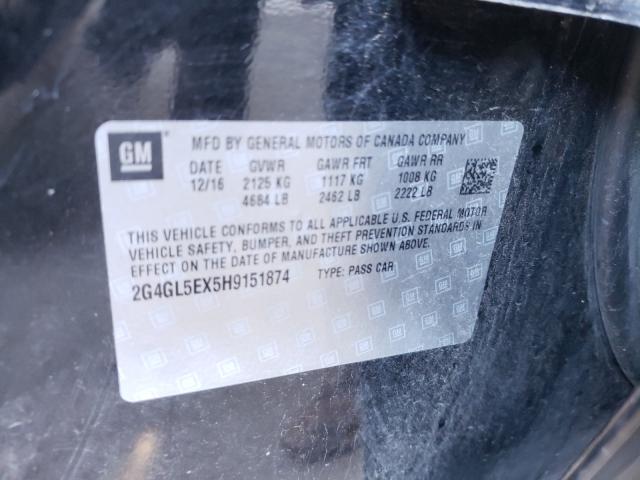 GM
MFD BY GENERAL MOTORS OF CANADA COMPANY
DATE GVWR GAWR FRT GAWR RR
12/16 2125 KG 1117 KG 1008 KG
4684 LB 2462 LB 2222 LB
THIS VEHICLE CONFORMS TO ALL APPLICABLE U.S. FEDERAL MOTOR
VEHICLE SAFETY, BUMPER, AND THEFT PREVENTION STANDARDS IN
EFFECT ON THE DATE OF MANUFACTURE SHOWN ABOVE.
2G4GL5EX5H9151874 TYPE: PASS CAR